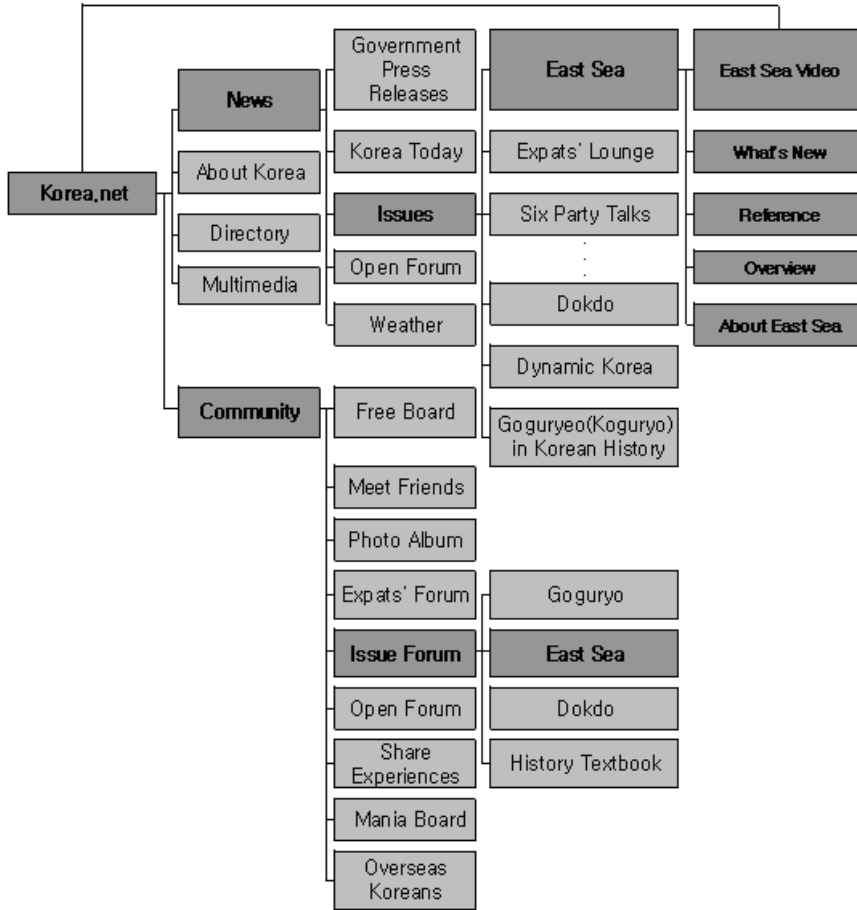 Korea.net
News
About Korea
Directory
Multimedia
Community
Government
Press
Releases
Korea Today
Issues
Open Forum
Weather
Free Board
Meet Friends
Photo Album
Expats' Forum
Issue Forum
Open Forum
Share
Experiences
Mania Board
Overseas
Koreans
East Sea
Expats' Lounge
Six Party Talks
Dokdo
Dynamic Korea
Goguryeo(Koguryo)
in Korean History
Goguryo
East Sea
Dokdo
History Textbook
East Sea Video
What's New
Reference
Overview
About East Sea